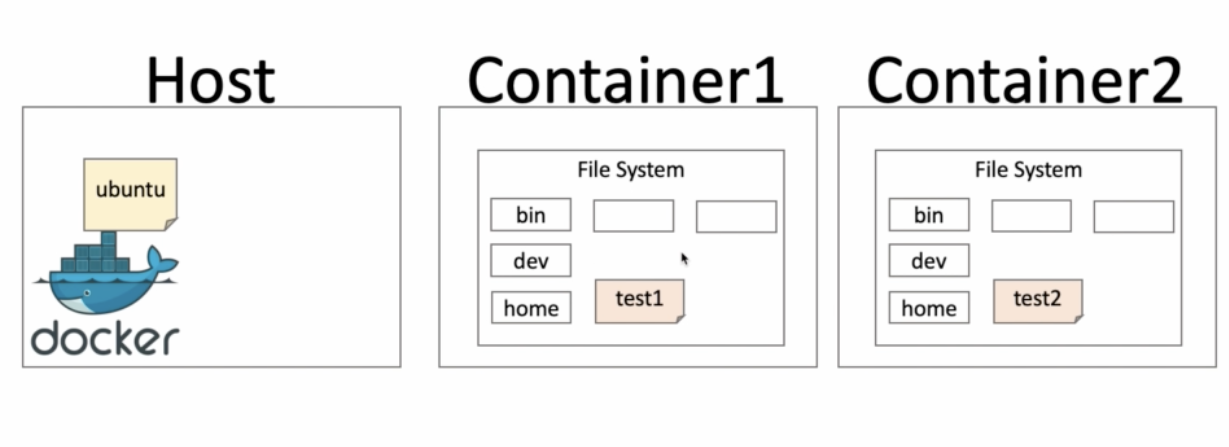 Host
ubuntu
docker
Container1
File System
bin
dev
home
test1
Container2
File System
bin
dev
home
test2